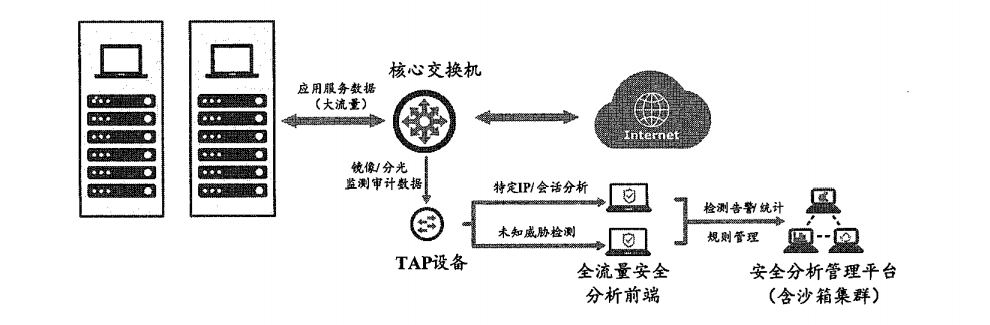 核心交换机
应用服务数据
（大流量）
Internet
镜像/分光
监测审计数据
特定IP/会话分析
检测告警/统计
未知威胁检测
规则管理
TAP设备
全流量安全
分析前端
安全分析管理平台
（含沙箱集群）